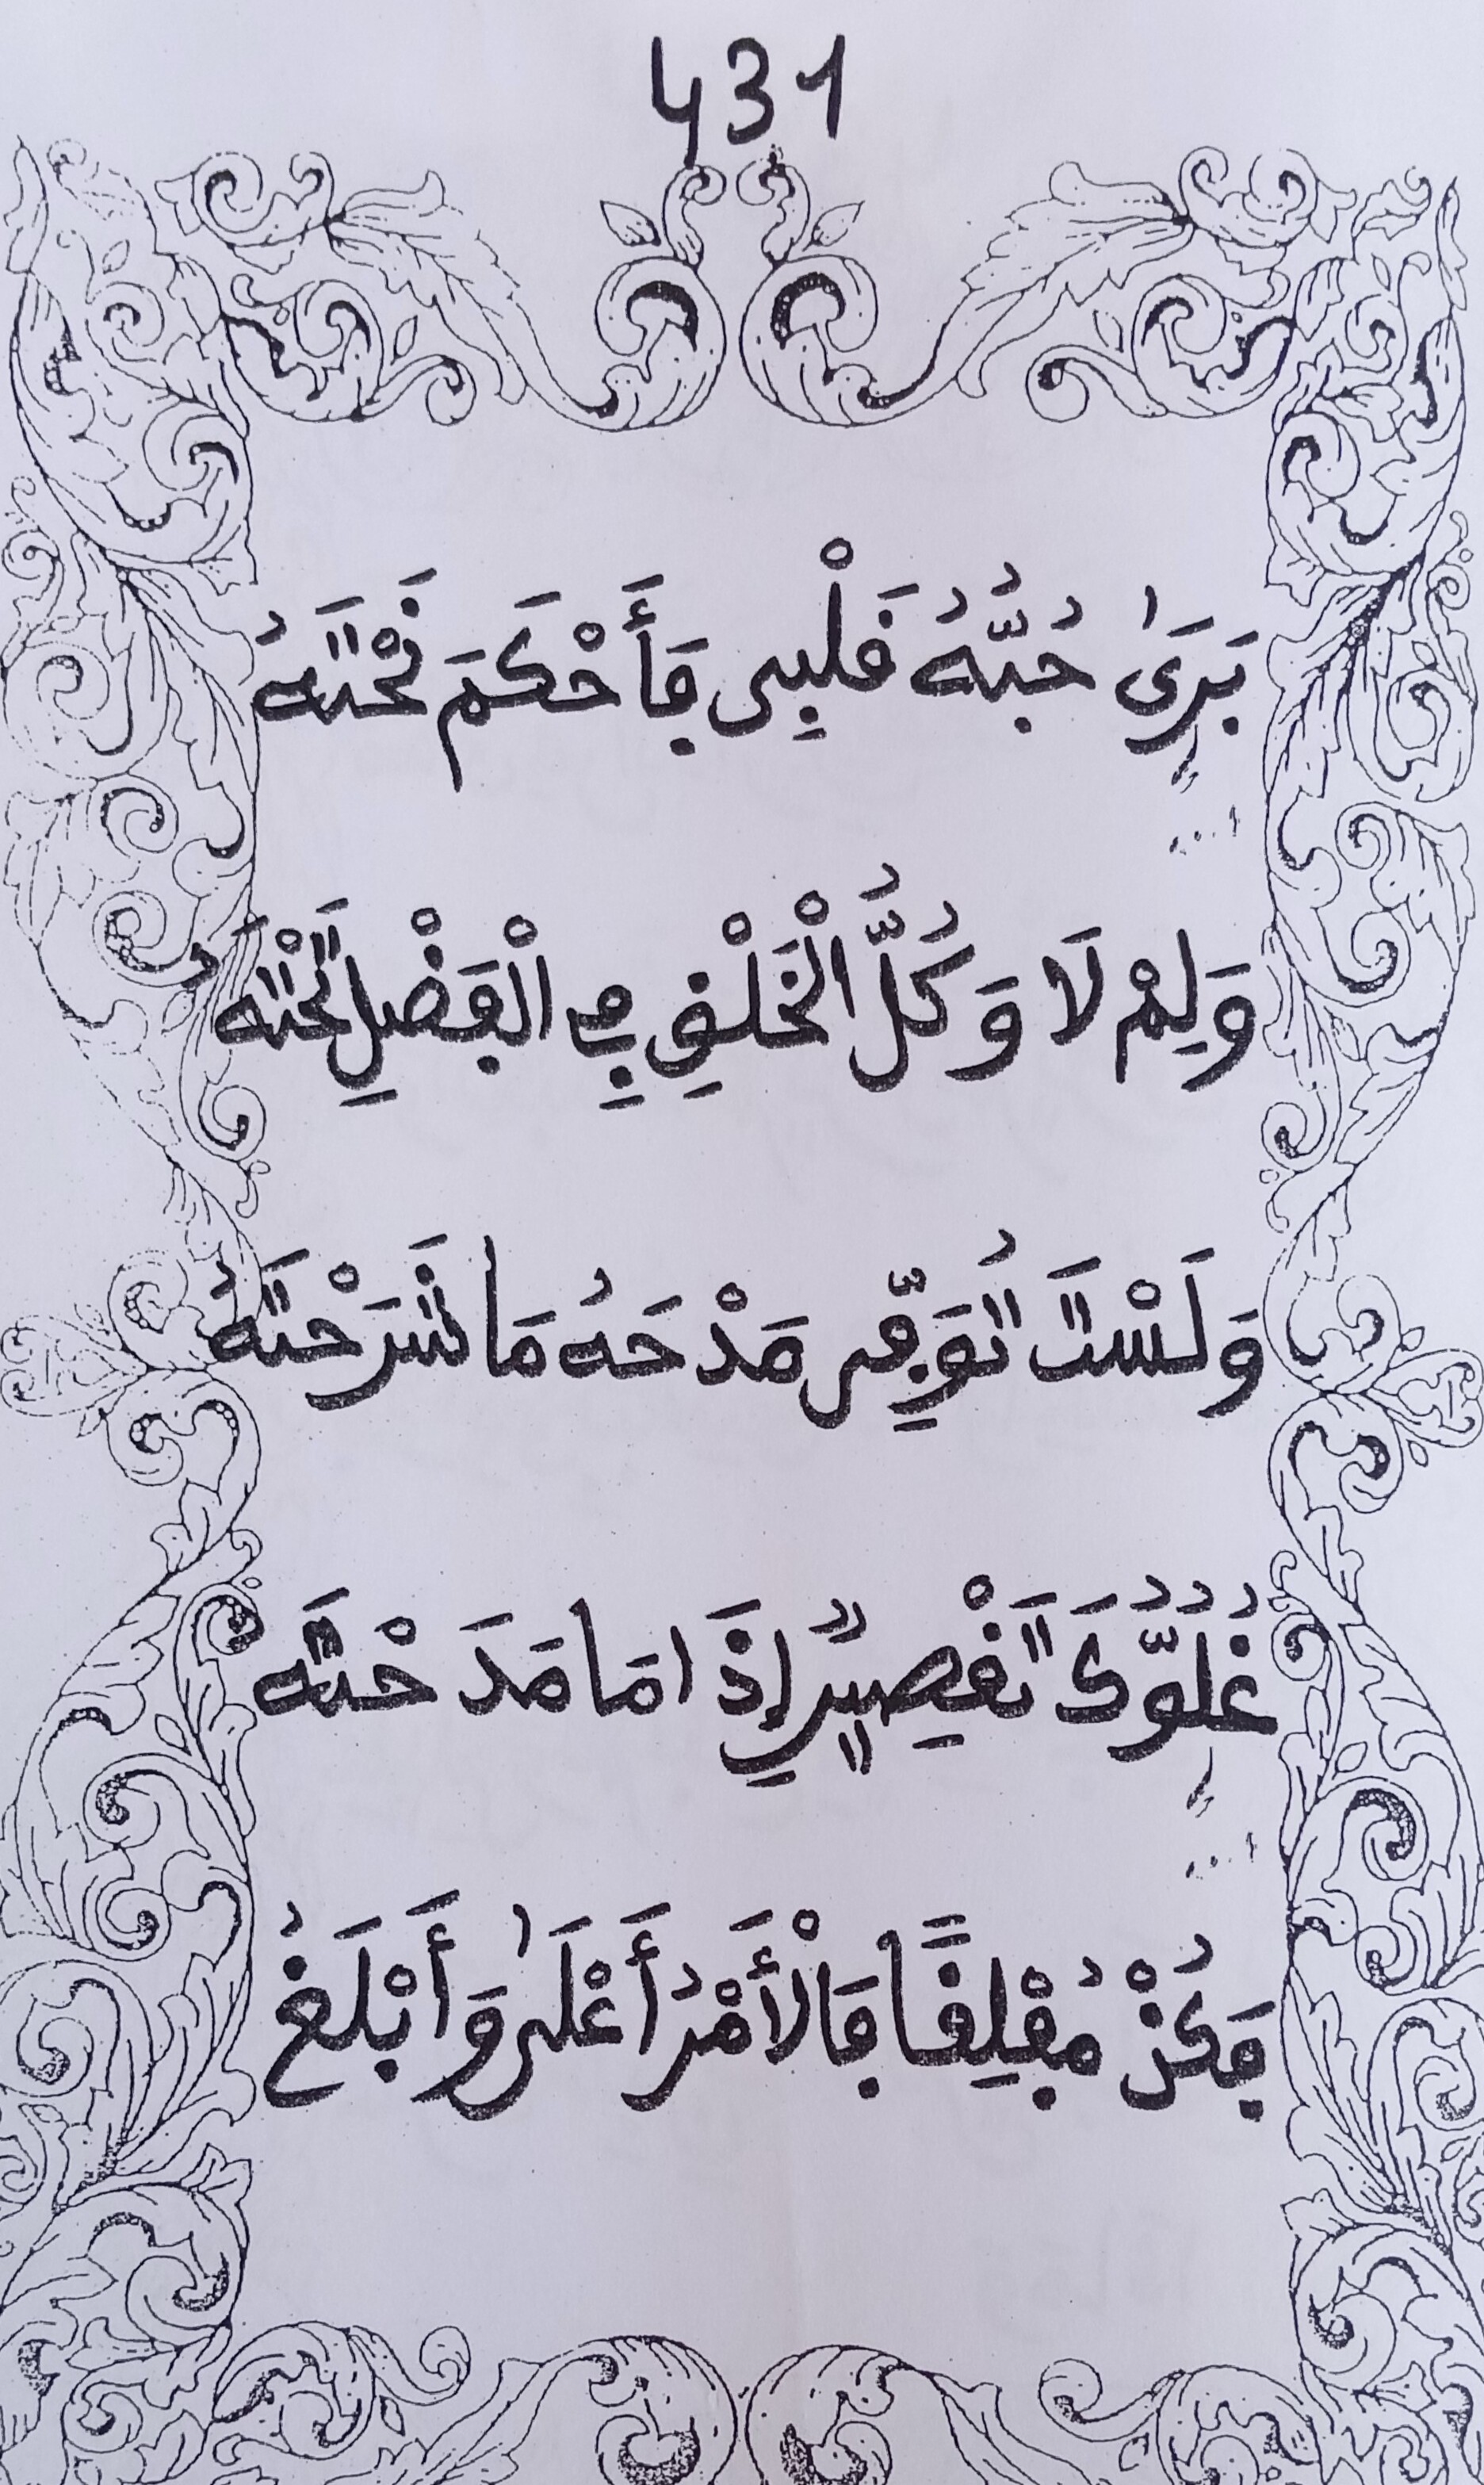 431
بَرَىٰ حُبُّهُ قَلْبِى فَأَحْكَمَ نَحْتَهُ
وَلِمْ لَا وَكُلُّ الْخَلْقِ فِى الْفَضْلِ تَحْتَهُ
وَلَسْتَ تُوَفِّى مَدْحَهُ مَا شَرَحْتَهُ
غُلُوُّكَ تَقْصِيرٌ إِذَا مَا مَدَحْتَهُ
فَكُنْ مُفْلِقًا فَالْأَمْرُ أَعْلَىٰ وَأَبْلَغُ